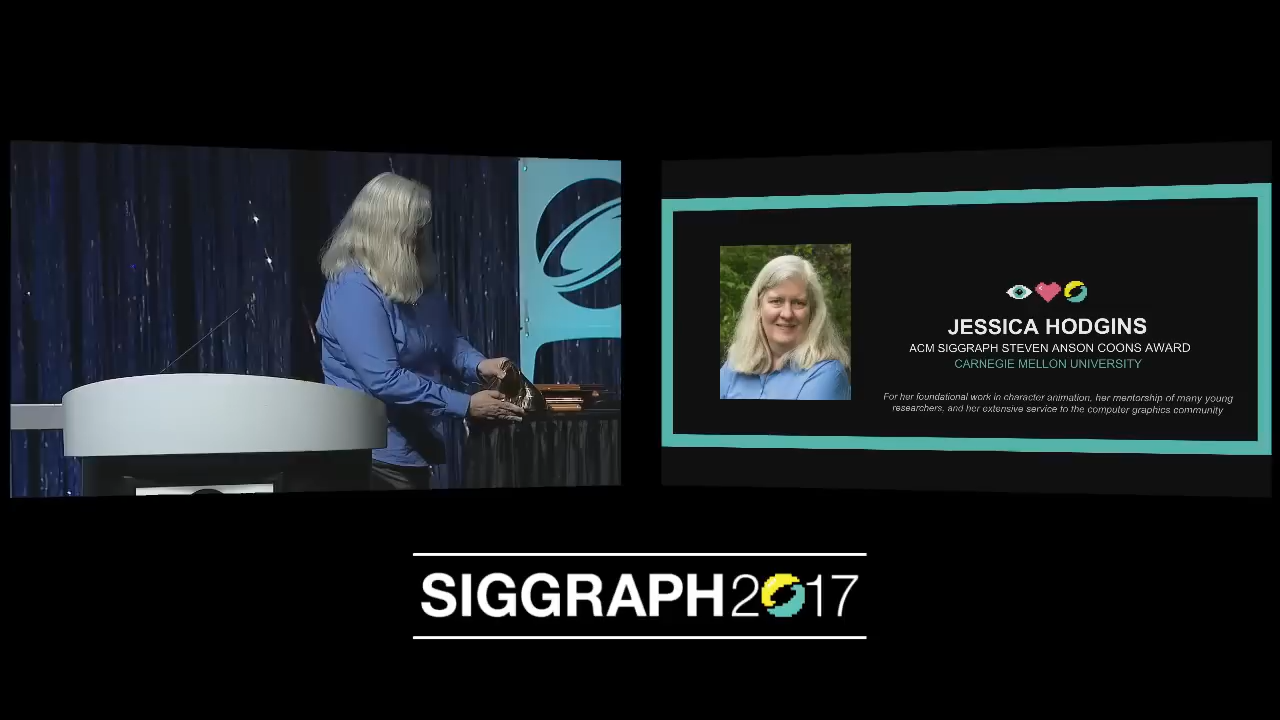 JESSICA HODGINS
ACM SIGGRAPH STEVEN ANSON COONS AWARD
CARNEGIE MELLON UNIVERSITY
For her foundational work in character animation, her mentorship of many young
researchers, and her extensive service to the computer graphics community
SIGGRAPH2017